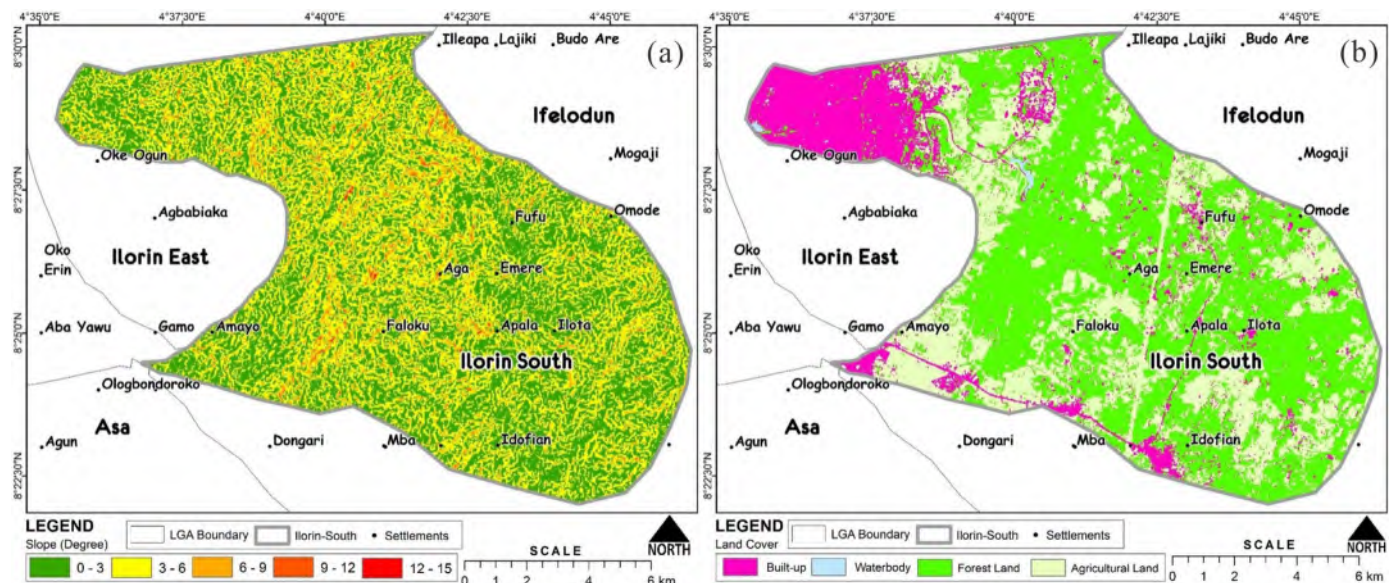 4°35'0"E 4°37'30"E 4°40'0"E 4°42'30"E 4°45'0"E
8°30'0"N
8°27'30"N
8°25'0"N
8°22'30"N
(a)
Illeapa Lajiki Budo Are
Ifelodun
Oke Ogun
Mogaji
Agbabiaka
Fufu
Omode
Oko
Erin
Ilorin East
Aga Emere
Aba Yawu Gamo Amayo Faloku Apala Ilota
Ilorin South
Ologbondoroko
Asa
Agun Dongari Mba Idofian
LEGEND
LGA Boundary Ilorin-South Settlements
Slope (Degree)
0 - 3 3 - 6 6 - 9 9 - 12 12 - 15
SCALE
0 1 2 4 6 km
NORTH
4°35'0"E 4°37'30"E 4°40'0"E 4°42'30"E 4°45'0"E
8°30'0"N
8°27'30"N
8°25'0"N
8°22'30"N
(b)
Illeapa Lajiki Budo Are
Ifelodun
Oke Ogun
Mogaji
Agbabiaka
Fufu
Omode
Oko
Erin
Ilorin East
Aga Emere
Aba Yawu Gamo Amayo Faloku Apala Ilota
Ilorin South
Ologbondoroko
Asa
Agun Dongari Mba Idofian
LEGEND
LGA Boundary Ilorin-South Settlements
Land Cover
Built-up Waterbody Forest Land Agricultural Land
SCALE
0 1 2 4 6 km
NORTH